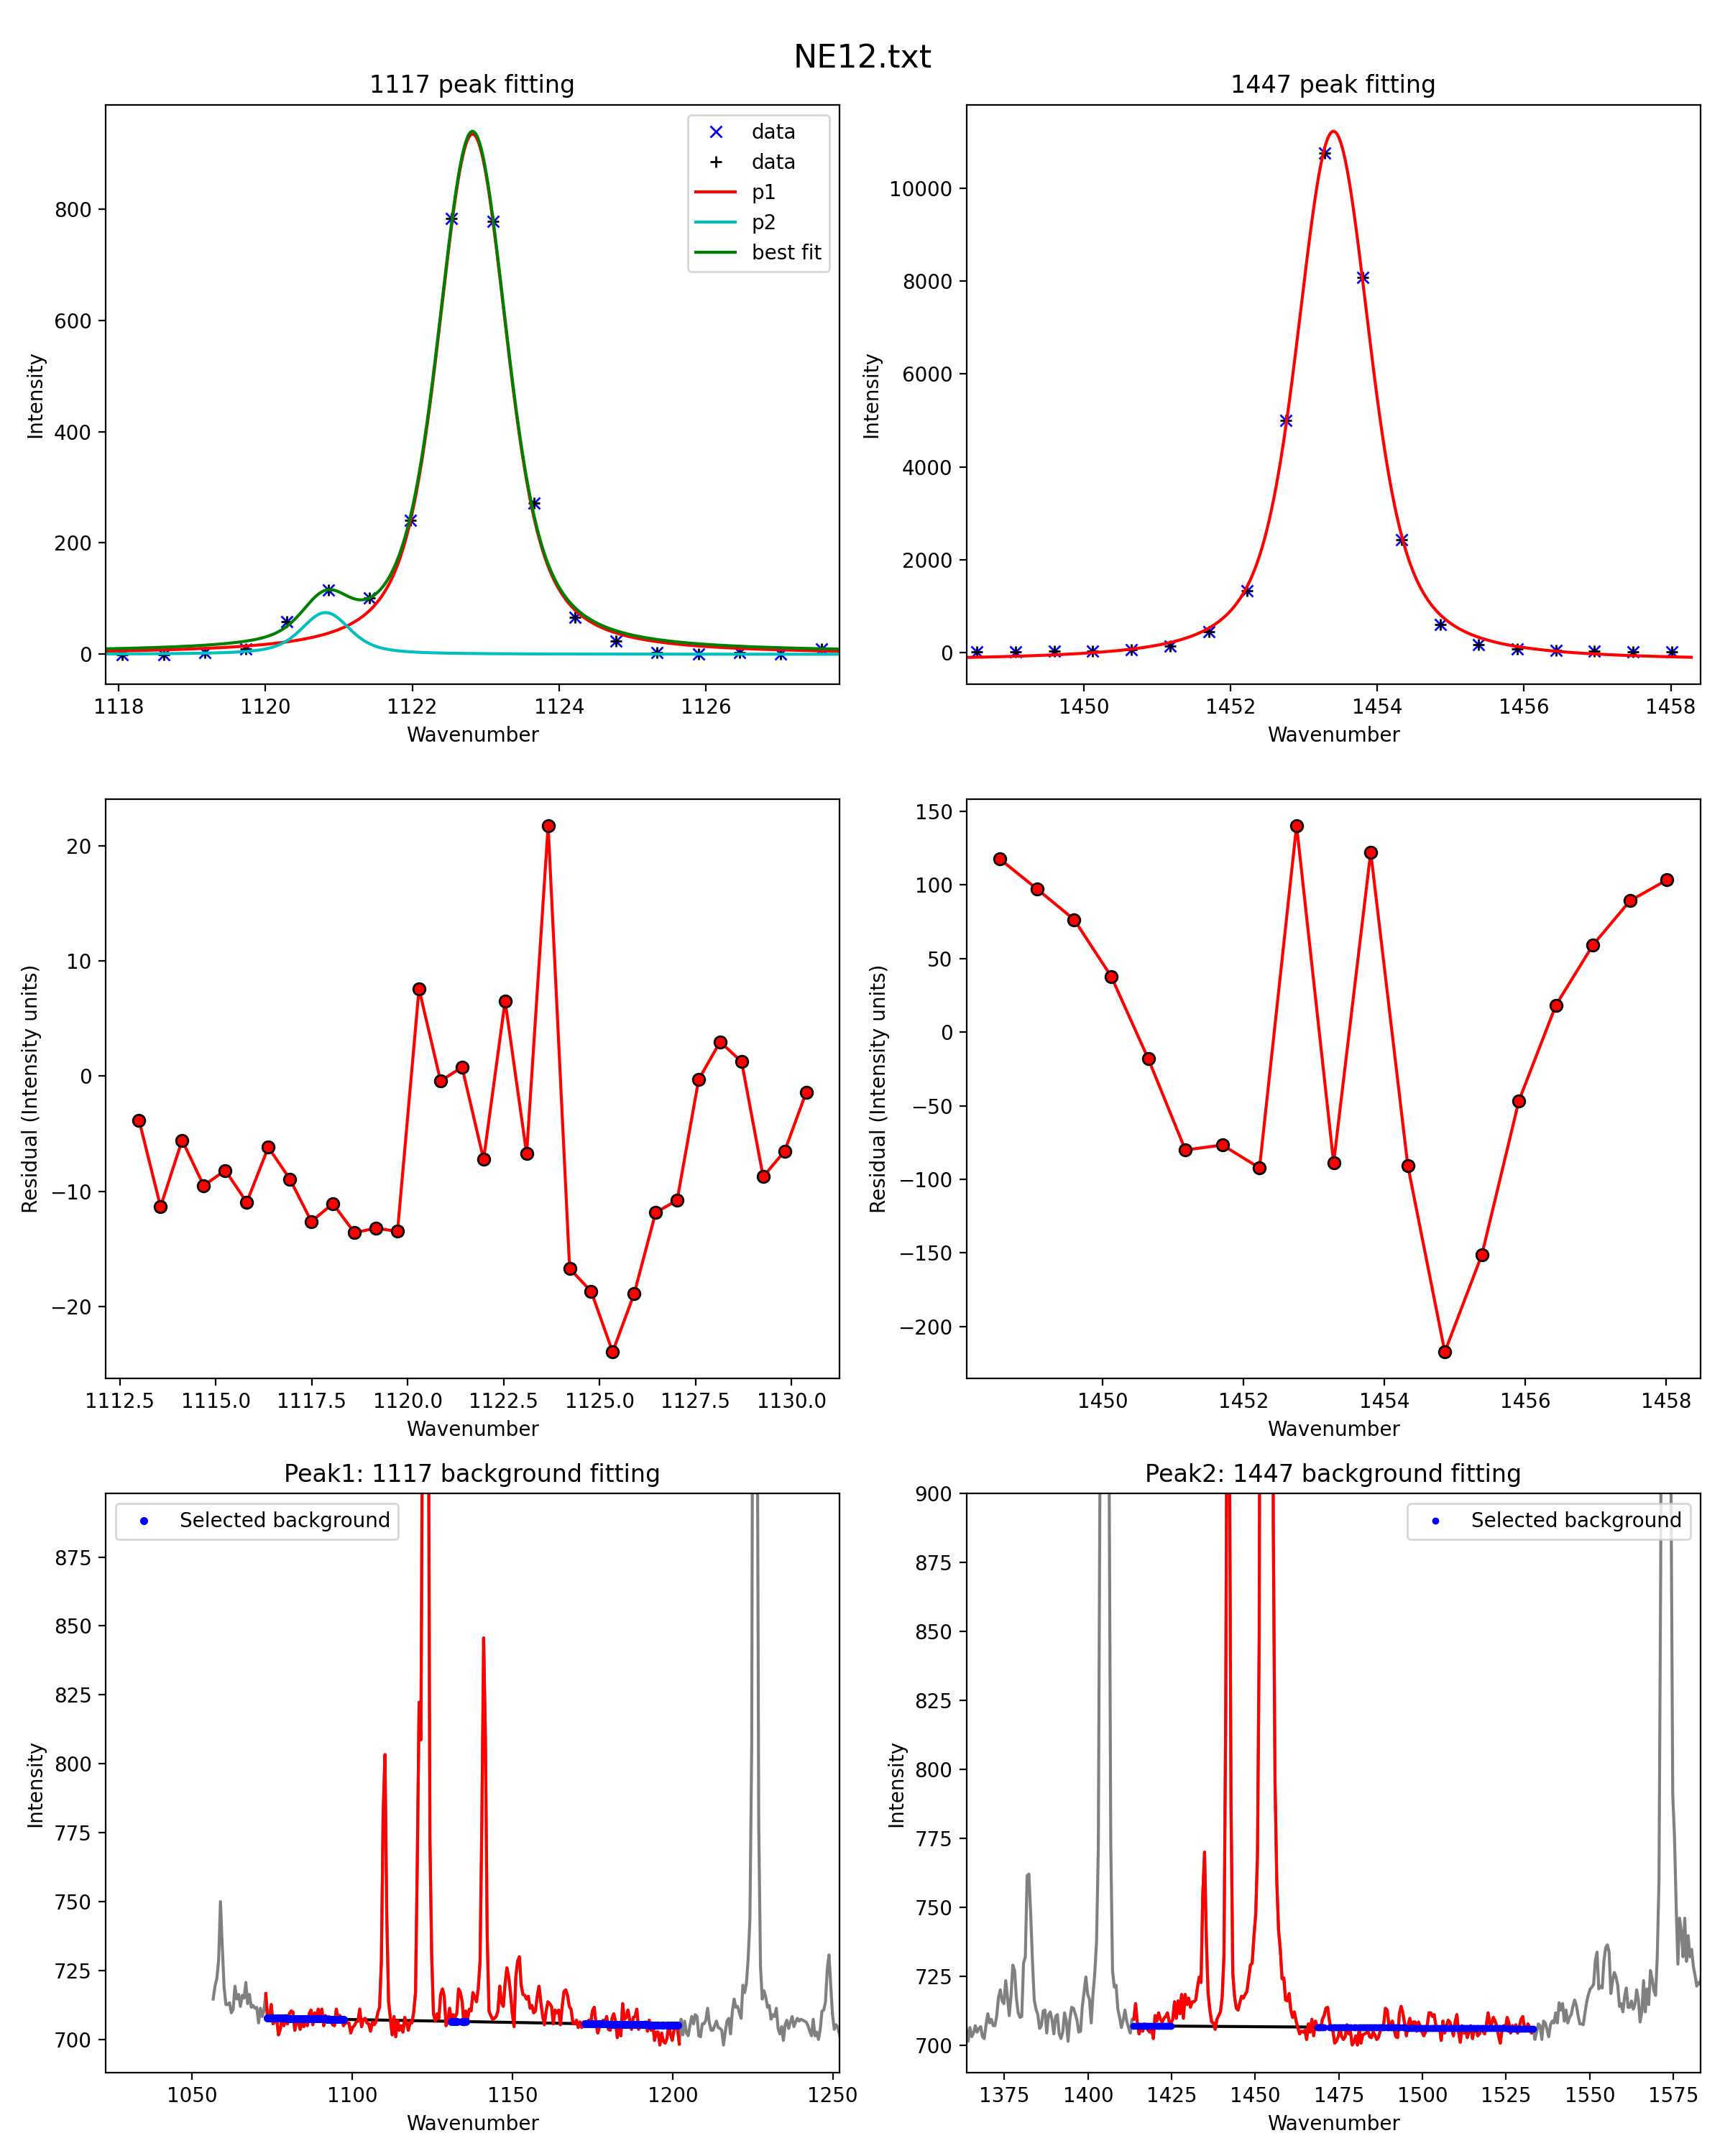 NE12.txt
1117 peak fitting
1447 peak fitting
data
data
p1
p2
best fit
800
600
400
200
0
Intensity
1118 1120 1122 1124 1126
Wavenumber
10000
8000
6000
4000
2000
0
Intensity
1450 1452 1454 1456 1458
Wavenumber
20
10
0
−10
−20
Residual (Intensity units)
1112.5 1115.0 1117.5 1120.0 1122.5 1125.0 1127.5 1130.0
Wavenumber
150
100
50
0
−50
−100
−150
−200
Residual (Intensity units)
1450 1452 1454 1456 1458
Wavenumber
Peak1: 1117 background fitting
Selected background
875
850
825
800
775
750
725
700
Intensity
1050 1100 1150 1200 1250
Wavenumber
Peak2: 1447 background fitting
Selected background
900
875
850
825
800
775
750
725
700
Intensity
1375 1400 1425 1450 1475 1500 1525 1550 1575
Wavenumber